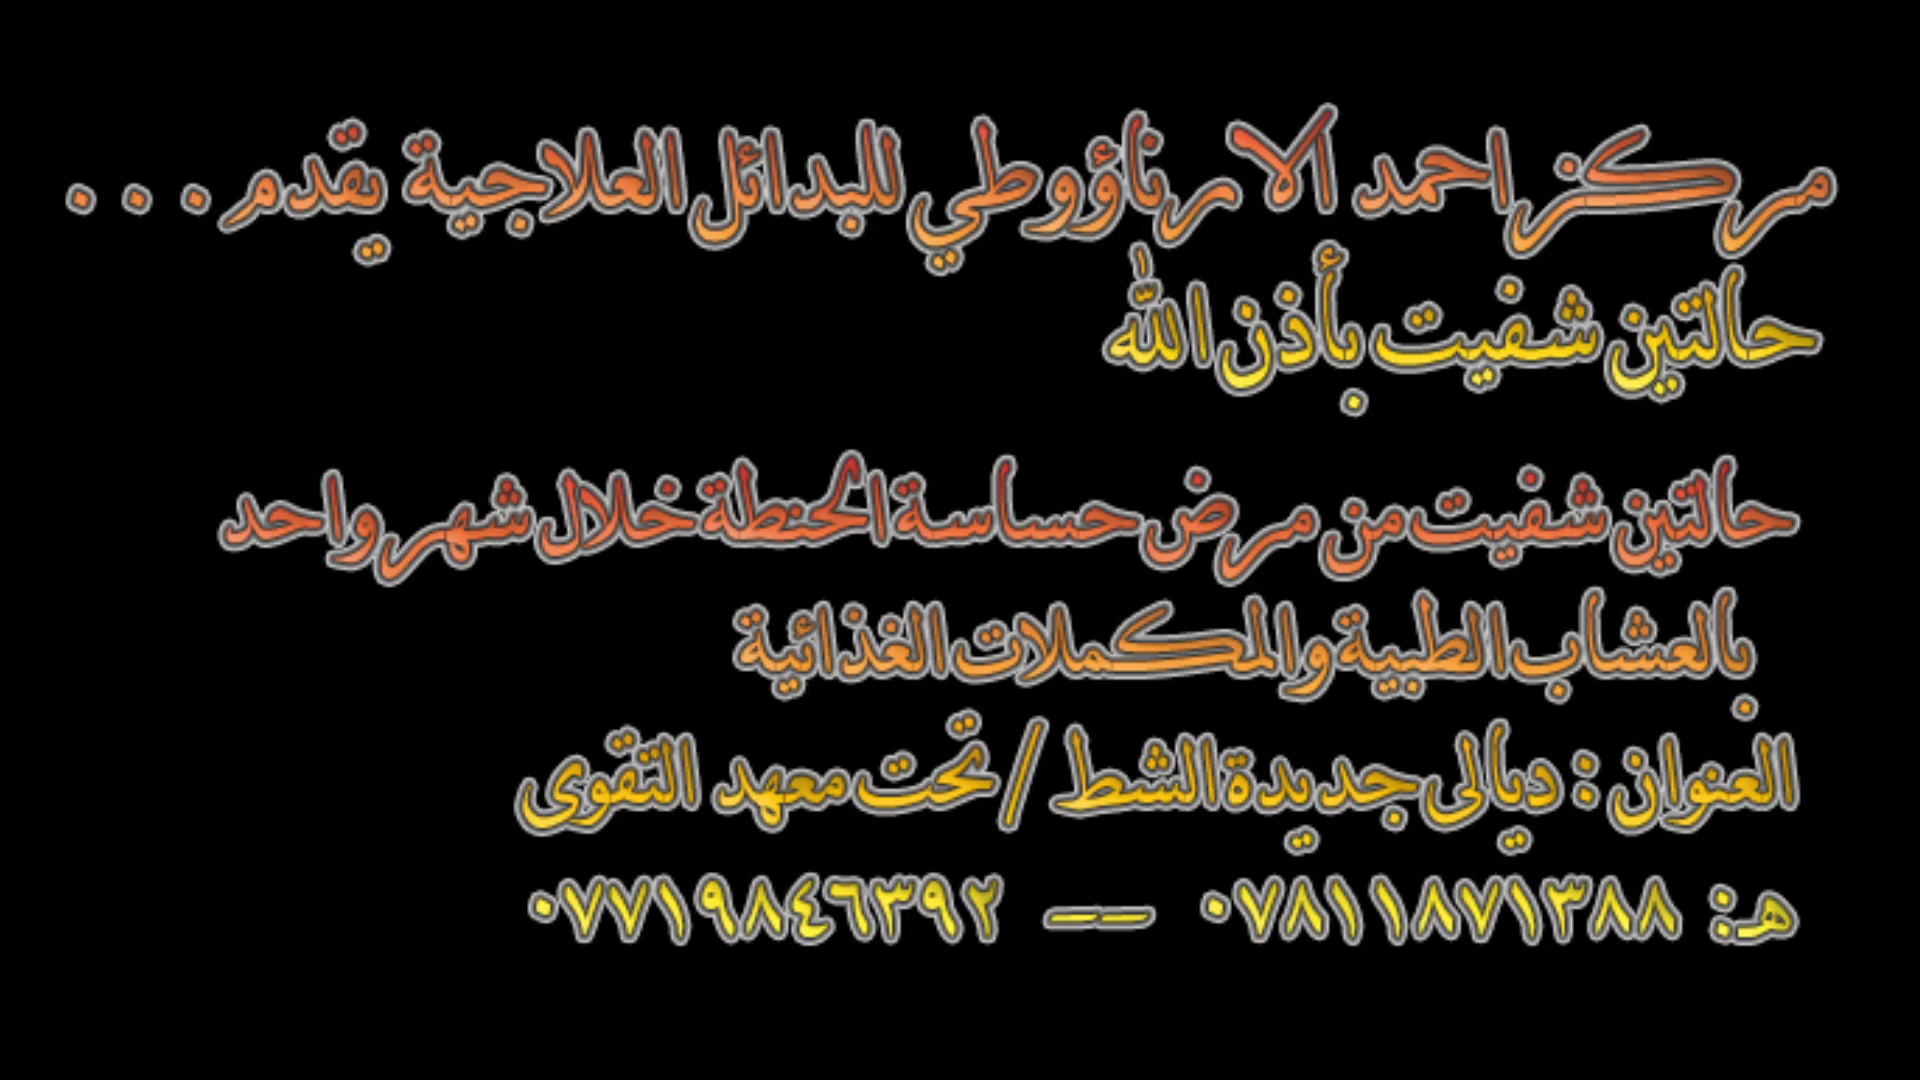 مركز احمد الارناؤوطي للبدائل العلاجية يقدم . . .
حالتين شفيت بأذن الله
حالتين شفيت من مرض حساسة الحنطة خلال شهر واحد
بالعشاب الطبية والمكملات الغذائية
العنوان : ديالى جديدة الشط / تحت معهد التقوى
هـ: ٠٧٨١١٨٧١٣٨٨ -- ٠٧٧١٩٨٤٦٣٩٢